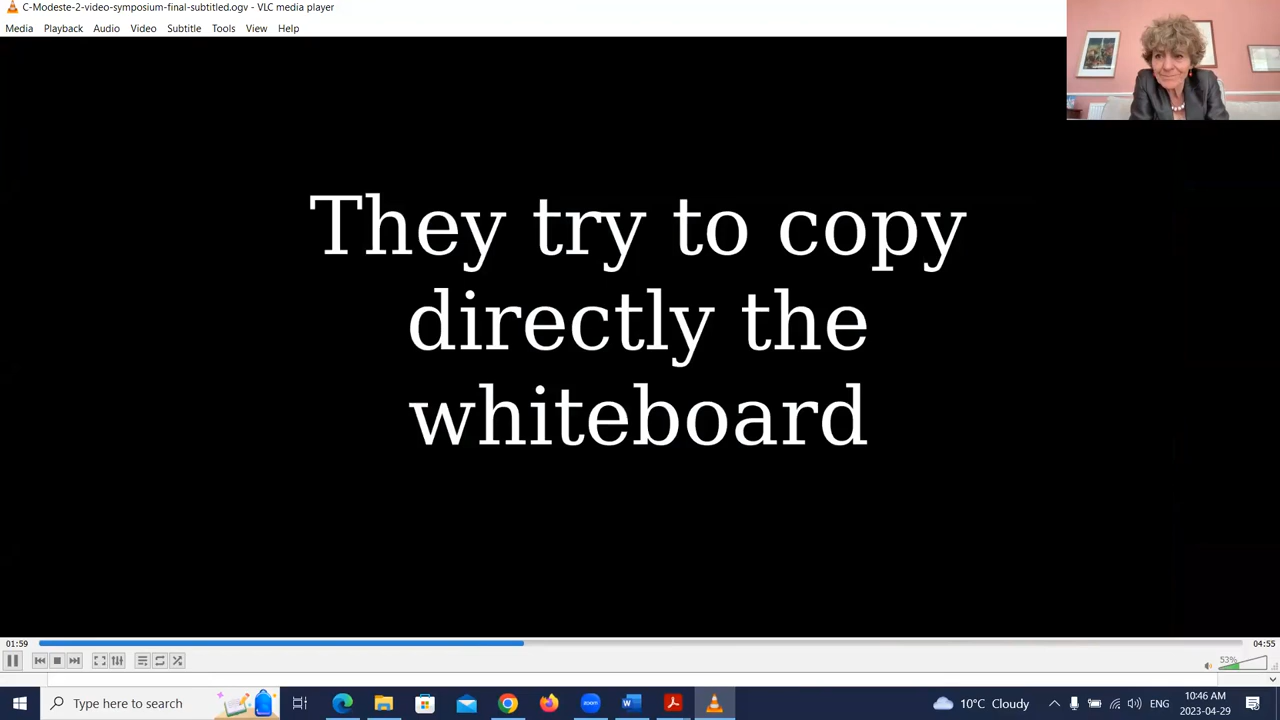 C-Modeste-2-video-symposium-final-subtitled.ogv - VLC media player
Media Playback Audio Video Subtitle Tools View Help
They try to copy
directly the
whiteboard
01:59 04:55
53%
Type here to search
zoom
10°C Cloudy
ENG
10:46 AM
2023-04-29